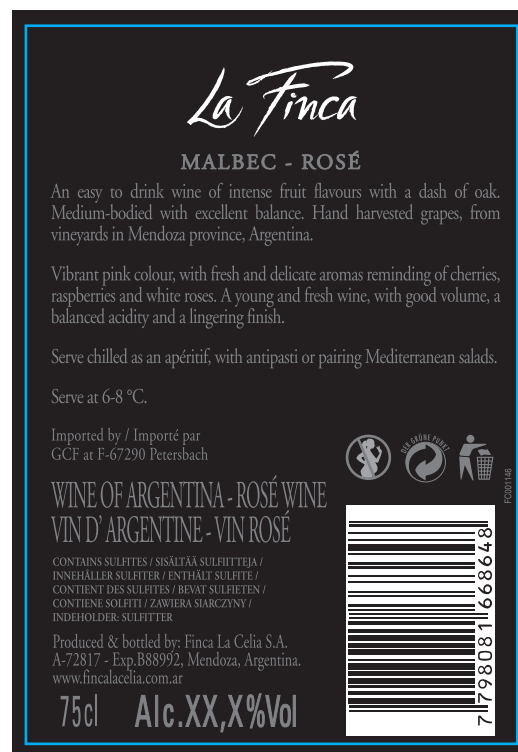 La Finca
MALBEC - ROSÉ
An easy to drink wine of intense fruit flavours with a dash of oak.
Medium-bodied with excellent balance. Hand harvested grapes, from
vineyards in Mendoza province, Argentina.
Vibrant pink colour, with fresh and delicate aromas reminding of cherries,
raspberries and white roses. A young and fresh wine, with good volume, a
balanced acidity and a lingering finish.
Serve chilled as an apéritif, with antipasti or pairing Mediterranean salads.
Serve at 6-8 °C.
Imported by / Importé par
GCF at F-67290 Petersbach
DER GRÜNE PUNKT
FC001146
WINE OF ARGENTINA - ROSÉ WINE
VIN D' ARGENTINE - VIN ROSÉ
CONTAINS SULFITES / SISÄLTÄÄ SULFIITTEJA /
INNEHÅLLER SULFITER / ENTHÄLT SULFITE /
CONTIENT DES SULFITES / BEVAT SULFIETEN /
CONTIENE SOLFITI / ZAWIERA SIARCZYNY /
INDEHOLDER: SULFITTER
Produced & bottled by: Finca La Celia S.A.
A-72817 - Exp.B88992, Mendoza, Argentina.
www.fincalacelia.com.ar
75cl Alc.XX,X%Vol
7 798081 668648